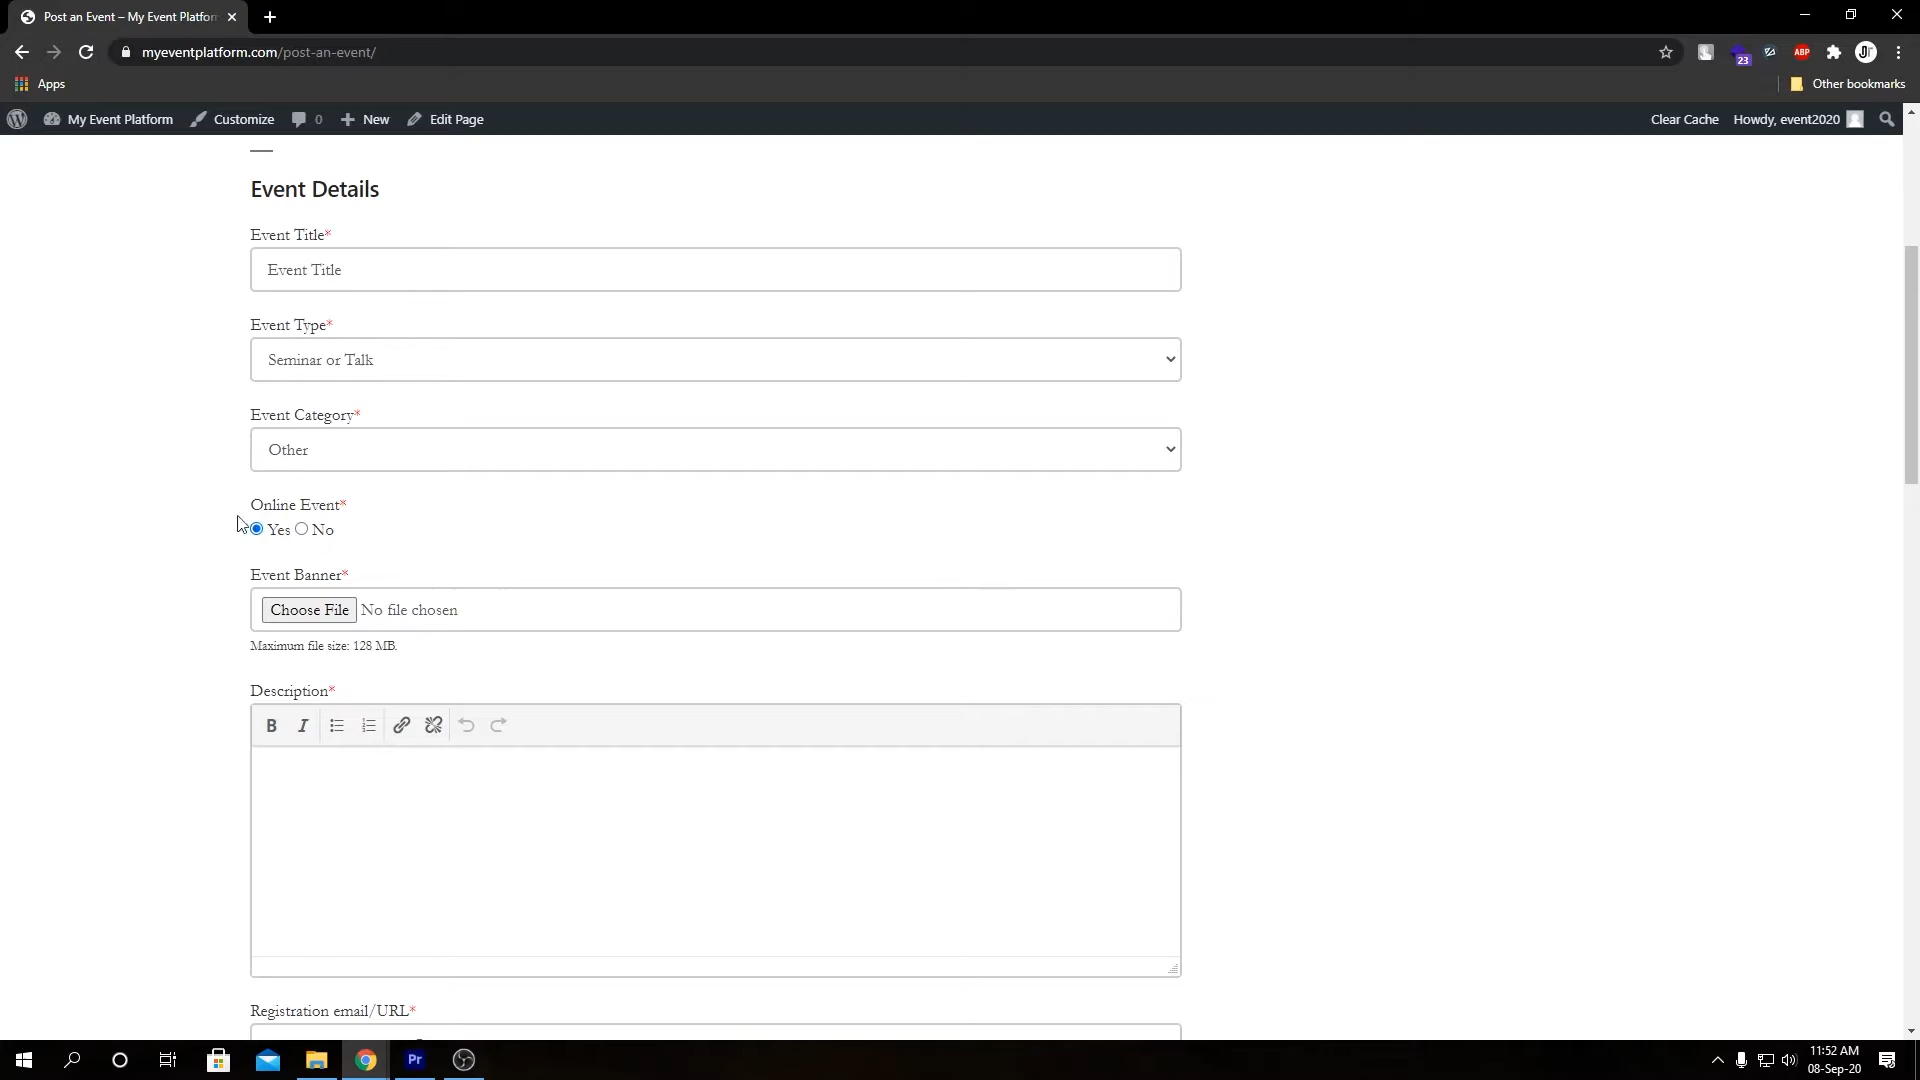 Post an Event – My Event Platfor
myeventplatform.com/post-an-event/
23
ABP
Apps
Other bookmarks
My Event Platform
Customize
0
New
Edit Page
Clear Cache
Howdy, event2020
Event Details
Event Title*
Event Title
Event Type*
Seminar or Talk
Event Category*
Other
Online Event*
Yes No
Event Banner*
Choose File No file chosen
Maximum file size: 128 MB.
Description*
B I
Registration email/URL*
Pr
11:52 AM
08-Sep-20